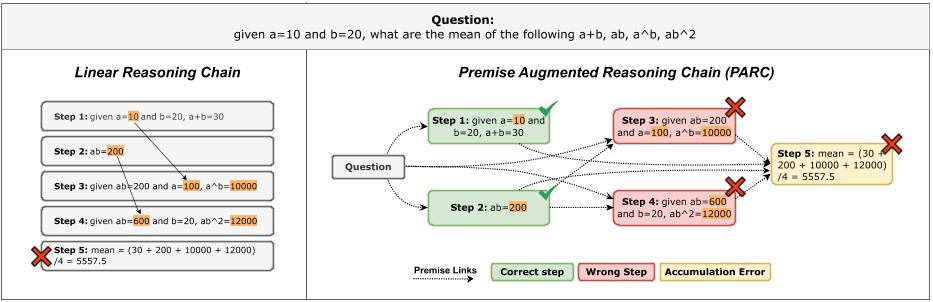 Question:
given a=10 and b=20, what are the mean of the following a+b, ab, a^b, ab^2
Linear Reasoning Chain
Step 1: given a=10 and b=20, a+b=30
Step 2: ab=200
Step 3: given ab=200 and a=100, a^b=10000
Step 4: given ab=600 and b=20, ab^2=12000
Step 5: mean = (30 + 200 + 10000 + 12000)
/4 = 5557.5
Premise Augmented Reasoning Chain (PARC)
Question
Step 1: given a=10 and
b=20, a+b=30
Step 2: ab=200
Step 3: given ab=200
and a=100, a^b=10000
Step 4: given ab=600
and b=20, ab^2=12000
Step 5: mean = (30 +
200 + 10000 + 12000)
/4 = 5557.5
Premise Links
Correct step
Wrong Step
Accumulation Error